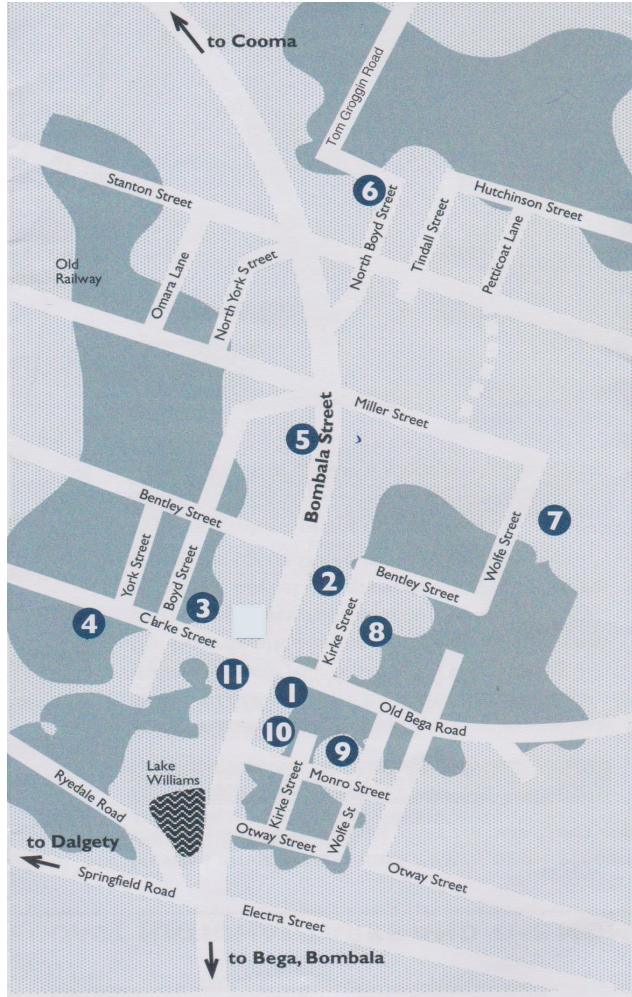 to Cooma
Tom Groggin Road
Stanton Street
6
Hutchinson Street
North Boyd Street
Tindall Street
Petticoat Lane
Old
Railway
Omara Lane
North York Street
Miller Street
5
Bombala Street
Bentley Street
7
Wolfe Street
York Street
Boyd Street
2
Bentley Street
3
Kirke Street
4
Clarke Street
8
11
1
Old Bega Road
10
9
Lake
Williams
Monro Street
Kirke Street
Ryedale Road
Wolfe St
Otway Street
to Dalgety
Springfield Road
Otway Street
Electra Street
to Bega, Bombala